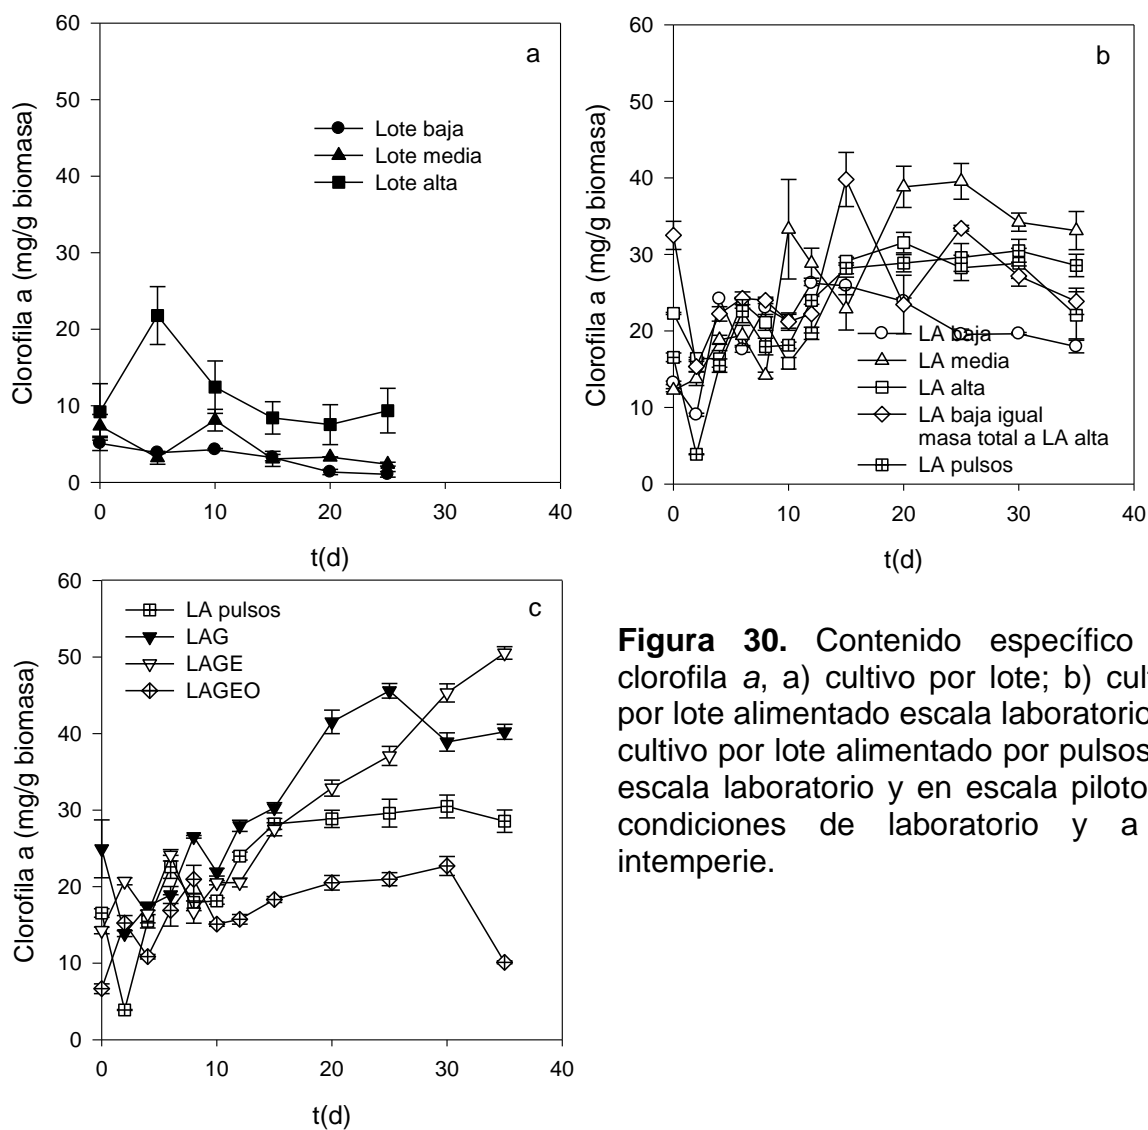 60
50
40
30
20
10
0
Clorofila a (mg/g biomasa)
a
Lote baja
Lote media
Lote alta
0 10 20 30 40
t(d)
60
50
40
30
20
10
0
Clorofila a (mg/g biomasa)
b
LA baja
LA media
LA alta
LA baja igual
masa total a LA alta
LA pulsos
0 10 20 30 40
t(d)
60
50
40
30
20
10
0
Clorofila a (mg/g biomasa)
c
LA pulsos
LAG
LAGE
LAGEO
0 10 20 30 40
t(d)
Figura 30. Contenido específico
clorofila a, a) cultivo por lote; b)
por lote alimentado escala laboratorio
cultivo por lote alimentado por pulsos
escala laboratorio y en escala piloto
condiciones de laboratorio y a
intemperie.